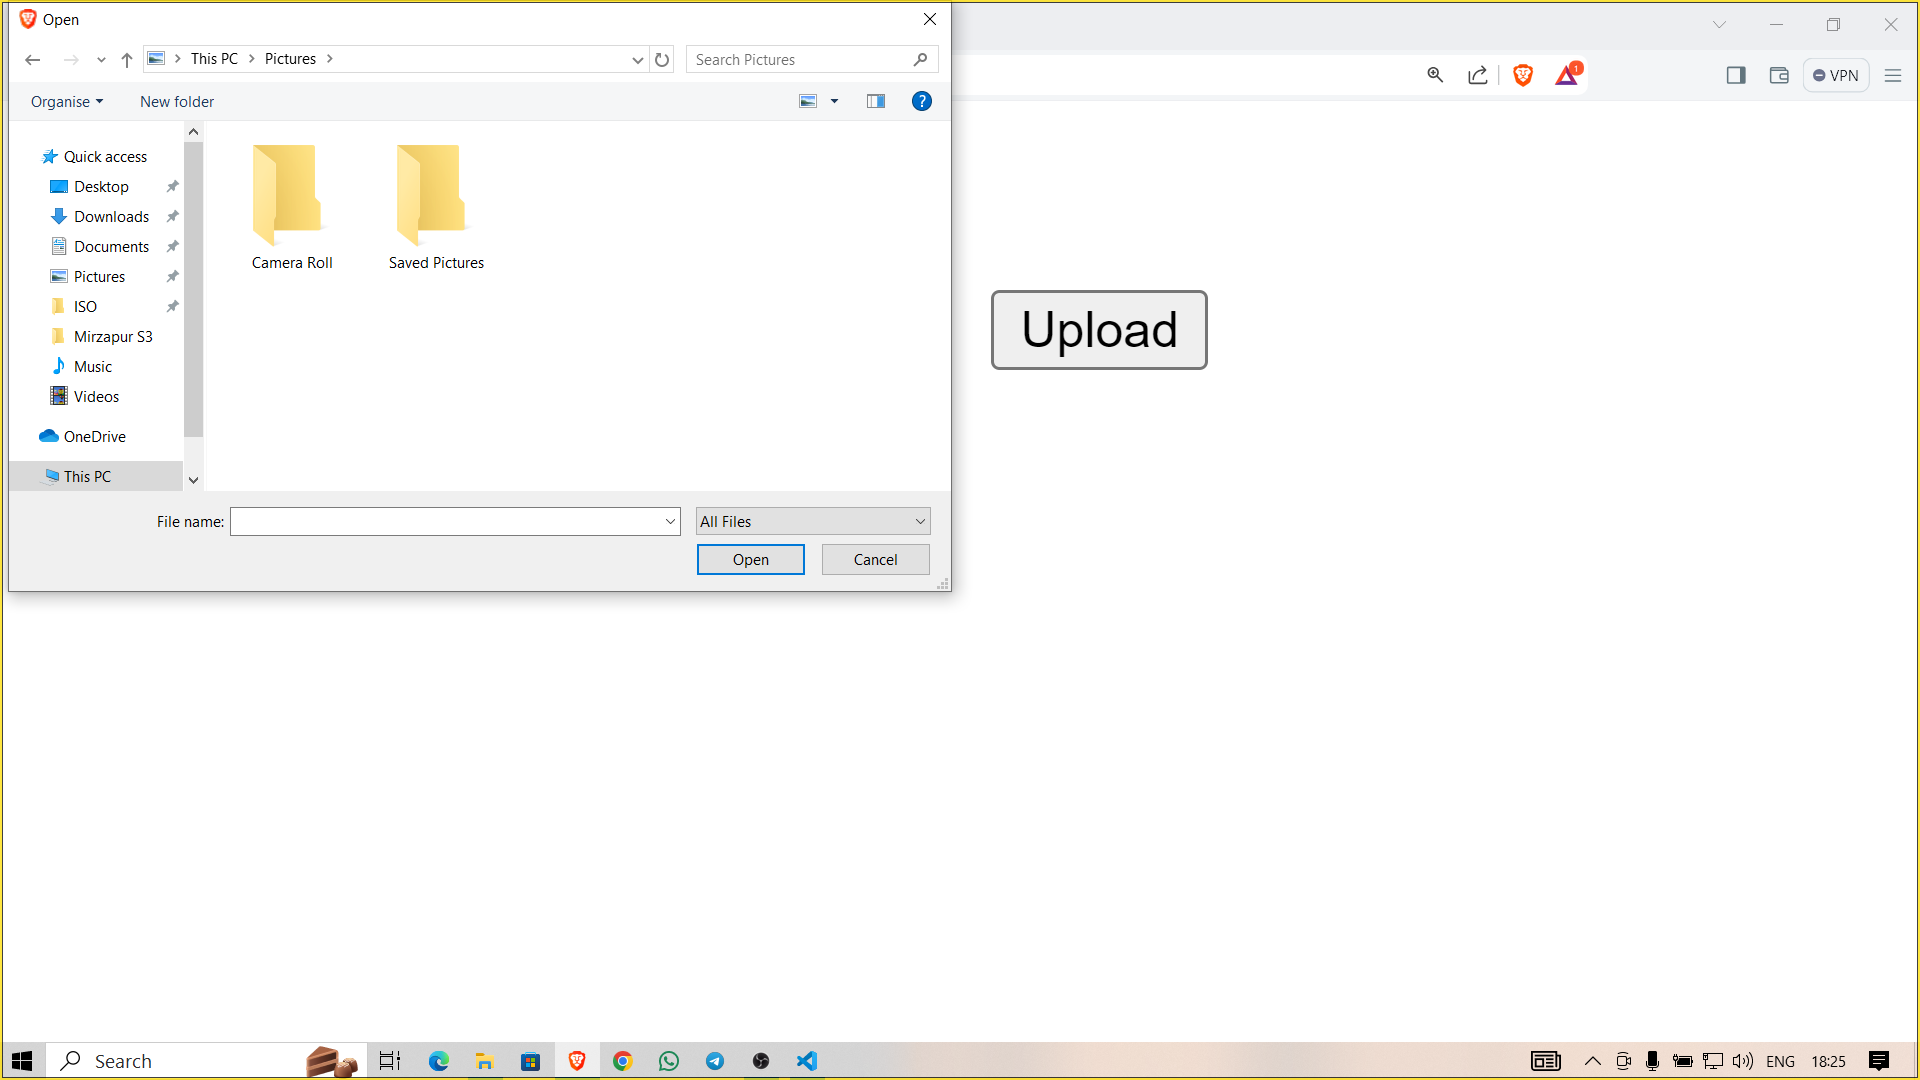 Open
This PC
Pictures
Search Pictures
1
VPN
Organise
New folder
?
Quick access
Desktop
Downloads
Documents
Pictures
ISO
Mirzapur S3
Music
Videos
OneDrive
This PC
Camera Roll
Saved Pictures
Upload
File name:
All Files
Open
Cancel
Search
ENG
18:25